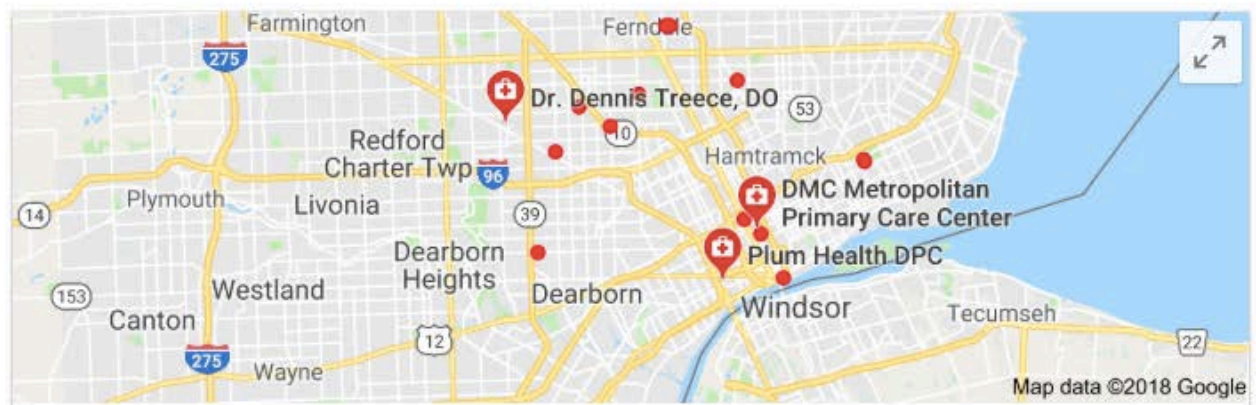 Farmington
Ferndale
275
Dr. Dennis Treece, DO
53
10
Redford
Charter Twp
96
Hamtramck
Plymouth
Livonia
14
39
DMC Metropolitan
Primary Care Center
Dearborn
Heights
Plum Health DPC
153
Westland
Dearborn
Windsor
Canton
Tecumseh
12
22
275
Wayne
Map data ©2018 Google